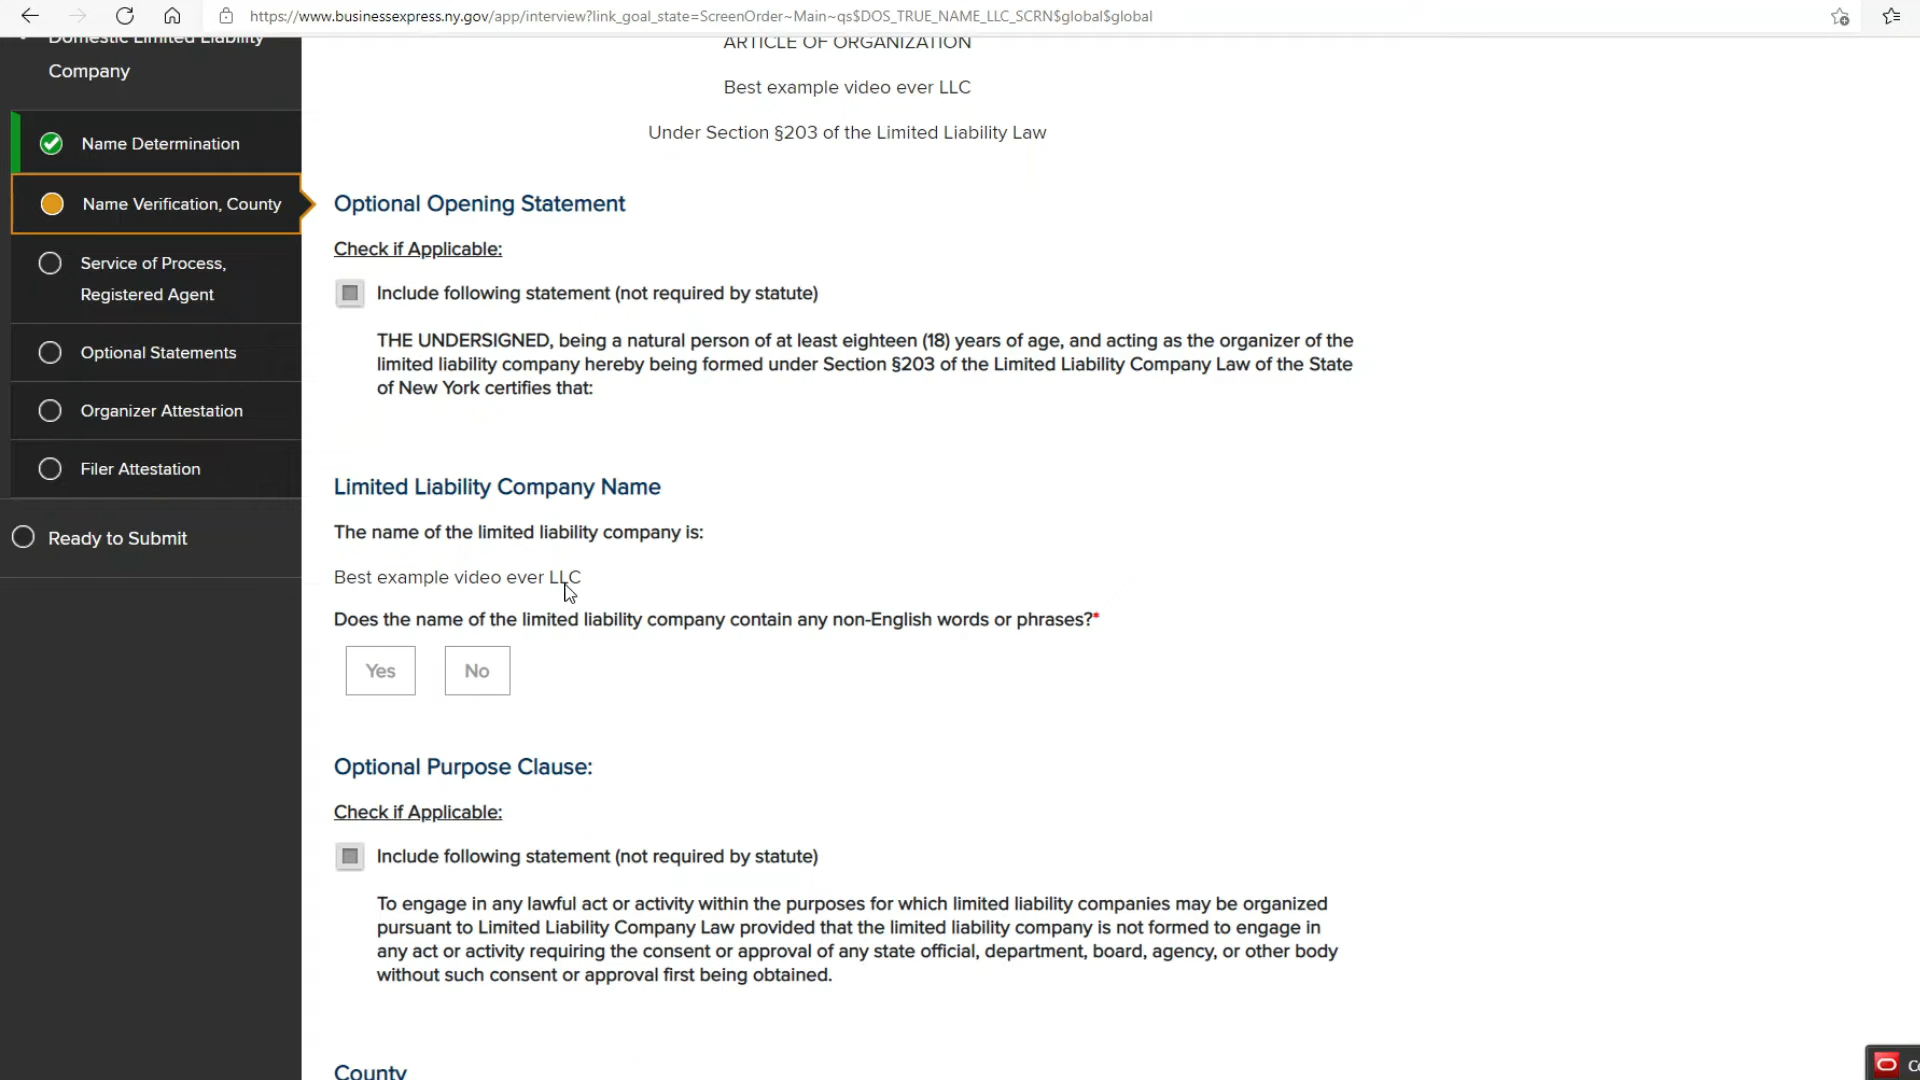 https://www.businessexpress.ny.gov/app/interview?link_goal_state=ScreenOrder~Main~qs$DOS_TRUE_NAME_LLC_SCRN$global$global
Domestic Limited Liability
Company
Name Determination
Name Verification, County
Service of Process,
Registered Agent
Optional Statements
Organizer Attestation
Filer Attestation
Ready to Submit
ARTICLE OF ORGANIZATION
Best example video ever LLC
Under Section §203 of the Limited Liability Law
Optional Opening Statement
Check if Applicable:
Include following statement (not required by statute)
THE UNDERSIGNED, being a natural person of at least eighteen (18) years of age, and acting as the organizer of the
limited liability company hereby being formed under Section §203 of the Limited Liability Company Law of the State
of New York certifies that:
Limited Liability Company Name
The name of the limited liability company is:
Best example video ever LLC
Does the name of the limited liability company contain any non-English words or phrases?*
Yes
No
Optional Purpose Clause:
Check if Applicable:
Include following statement (not required by statute)
To engage in any lawful act or activity within the purposes for which limited liability companies may be organized
pursuant to Limited Liability Company Law provided that the limited liability company is not formed to engage in
any act or activity requiring the consent or approval of any state official, department, board, agency, or other body
without such consent or approval first being obtained.
County